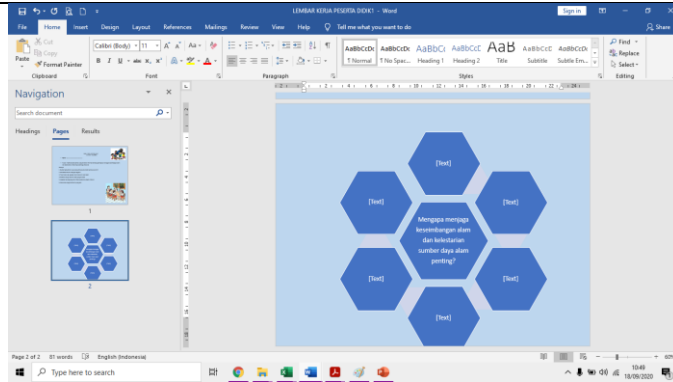 LEMBAR KERJA PESERTA DIDIK1 - Word
Sign in
File Home Insert Design Layout References Mailings Review View Help Tell me what you want to do
Share
Paste
Cut
Copy
Format Painter
Clipboard
Calibri (Body) 11
Font
Paragraph
AaBbCcDc AaBbCcDc AaBbCc AaBbCcC AaB AaBbCcC AaBbCcDc
¶ Normal ¶ No Spac... Heading 1 Heading 2 Title Subtitle Subtle Em...
Styles
Find
Replace
Select
Editing
Navigation
Search document
Headings Pages Results
1
2
[Text]
[Text]
[Text]
Mengapa menjaga
keseimbangan alam
dan kelestarian
sumber daya alam
penting?
[Text]
[Text]
[Text]
Page 2 of 2 81 words English (Indonesia)
60%
Type here to search
10:49
18/09/2020